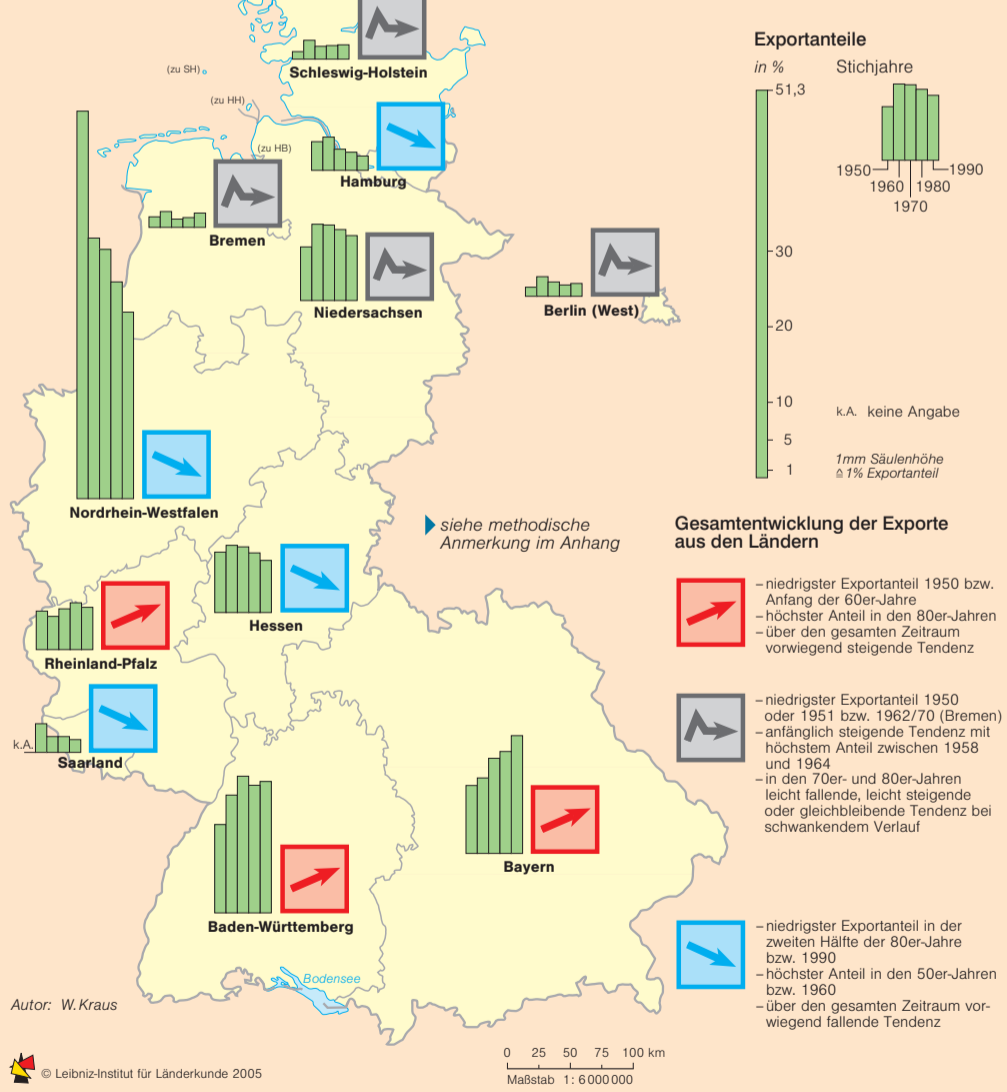 Schleswig-Holstein
(zu SH)
(zu HH)
(zu HB)
Hamburg
Bremen
Niedersachsen
Berlin (West)
Nordrhein-Westfalen
Hessen
Rheinland-Pfalz
k.A.
Saarland
Baden-Württemberg
Bayern
Bodensee
siehe methodische
Anmerkung im Anhang
Exportanteile
in % Stichjahre
51,3
30
20
10
5
1
1950 1990
1960 1980
1970
k.A. keine Angabe
1mm Säulenhöhe
≙ 1% Exportanteil
Gesamtentwicklung der Exporte
aus den Ländern
– niedrigster Exportanteil 1950 bzw.
Anfang der 60er-Jahre
– höchster Anteil in den 80er-Jahren
– über den gesamten Zeitraum
vorwiegend steigende Tendenz
– niedrigster Exportanteil 1950
oder 1951 bzw. 1962/70 (Bremen)
– anfänglich steigende Tendenz mit
höchstem Anteil zwischen 1958
und 1964
– in den 70er- und 80er-Jahren
leicht fallende, leicht steigende
oder gleichbleibende Tendenz bei
schwankendem Verlauf
– niedrigster Exportanteil in der
zweiten Hälfte der 80er-Jahre
bzw. 1990
– höchster Anteil in den 50er-Jahren
bzw. 1960
– über den gesamten Zeitraum vor-
wiegend fallende Tendenz
Autor: W. Kraus
© Leibniz-Institut für Länderkunde 2005
0 25 50 75 100 km
Maßstab 1: 6 000 000